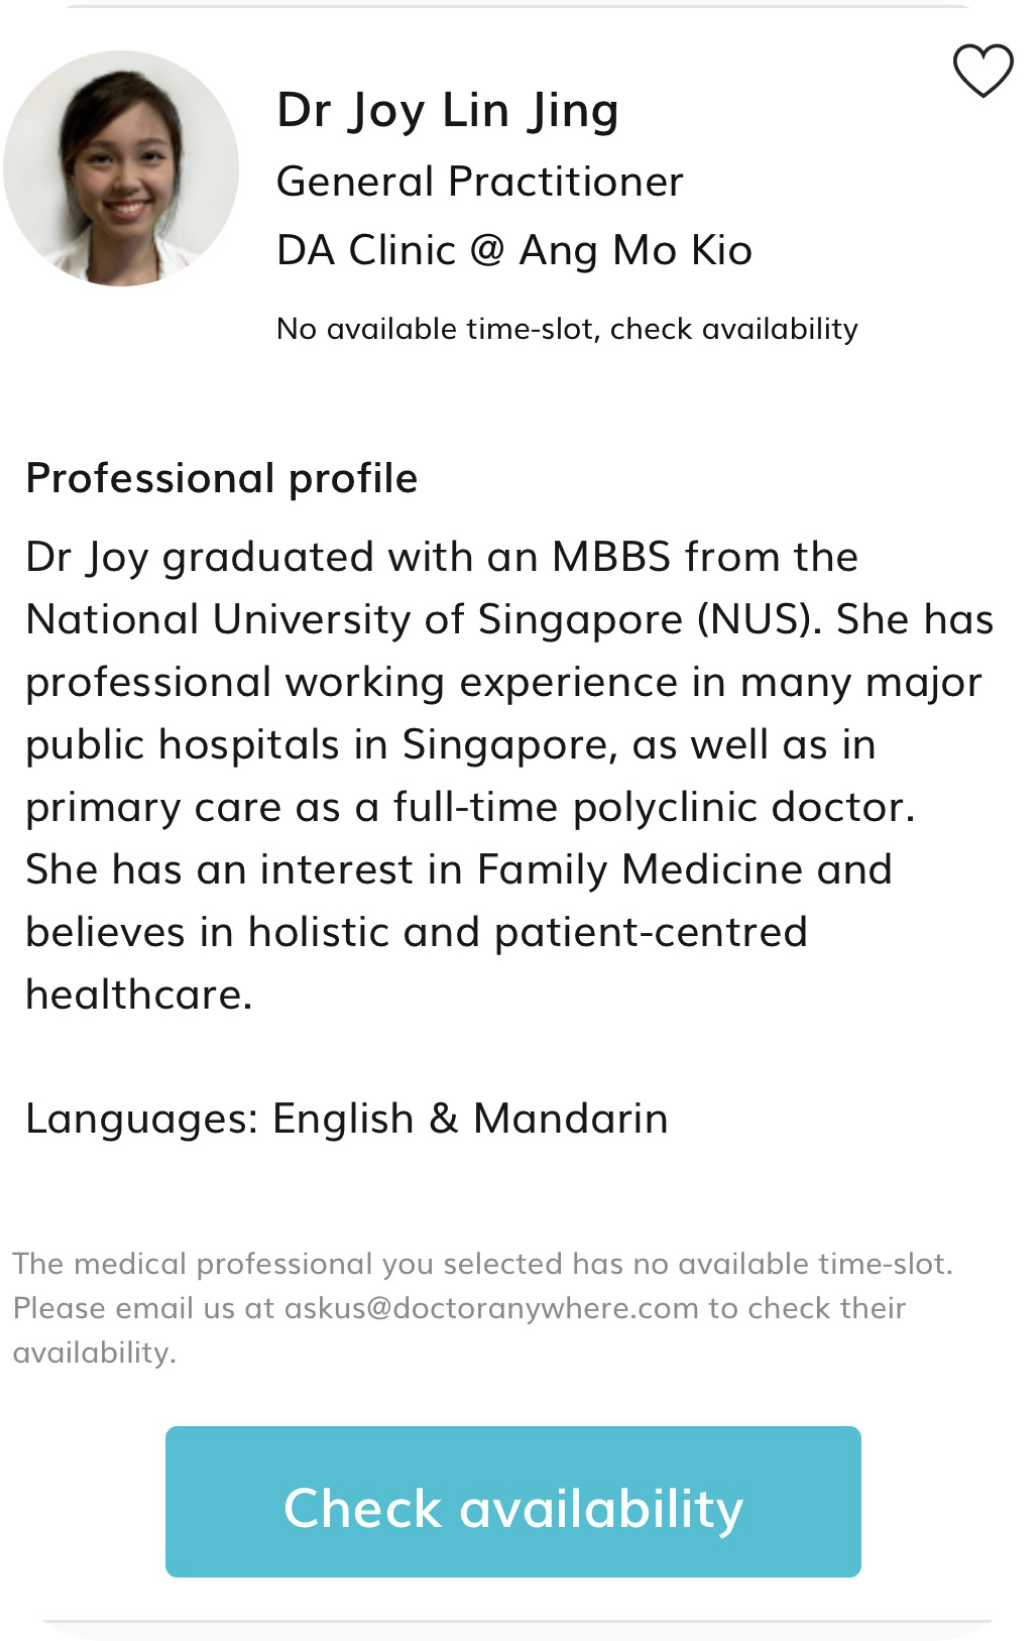 Dr Joy Lin Jing
General Practitioner
DA Clinic @ Ang Mo Kio
No available time-slot, check availability
Professional profile
Dr Joy graduated with an MBBS from the
National University of Singapore (NUS). She has
professional working experience in many major
public hospitals in Singapore, as well as in
primary care as a full-time polyclinic doctor.
She has an interest in Family Medicine and
believes in holistic and patient-centred
healthcare.
Languages: English & Mandarin
The medical professional you selected has no available time-slot.
Please email us at askus@doctoranywhere.com to check their
availability.
Check availability